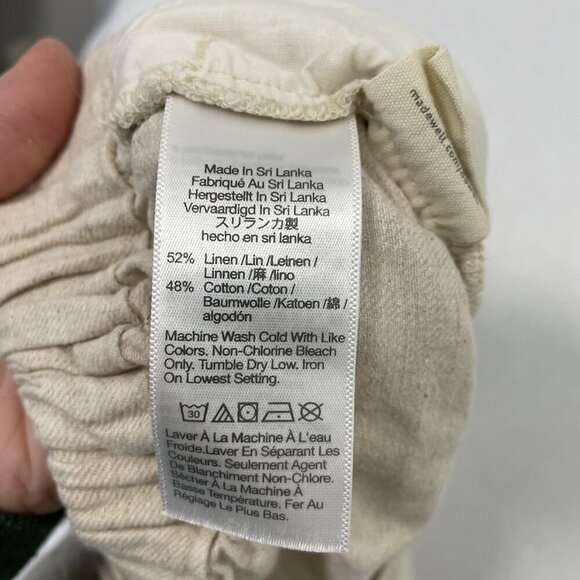 madewell.com
Made In Sri Lanka
Fabriqué Au Sri Lanka
Hergestellt In Sri Lanka
Vervaardigd In Sri Lanka
スリランカ製
hecho en sri lanka
52% Linen /Lin /Leinen /
Linnen /麻 /lino
48% Cotton /Coton /
Baumwolle /Katoen /綿 /
algodón
Machine Wash Cold With Like
Colors. Non-Chlorine Bleach
Only. Tumble Dry Low. Iron
On Lowest Setting.
30
Laver À La Machine À L'eau
Froide.Laver En Séparant Les
Couleurs. Seulement Agent
De Blanchiment Non-Chloré.
Sécher À La Machine À
Basse Température. Fer Au
Réglage Le Plus Bas.